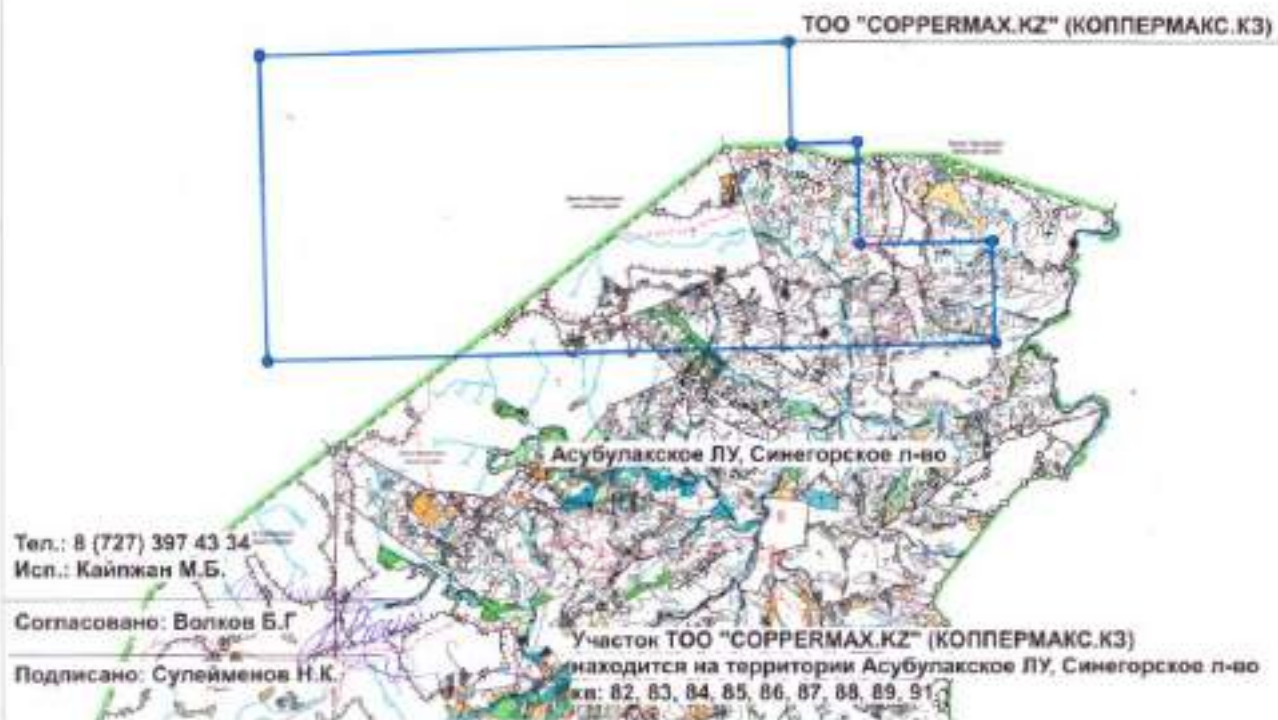 ТОО "COPPERMAX.KZ" (КОППЕРМАКС.КЗ)
Асубулакское ЛУ, Синегорское л-во
Тел.: 8 (727) 397 43 34
Исп.: Кайпжан М.Б.
Согласовано: Волков Б.Г
Подписано: Сулейменов Н.К.
Участок ТОО "COPPERMAX.KZ" (КОППЕРМАКС.КЗ)
находится на территории Асубулакское ЛУ, Синегорское л-во
кв: 82, 83, 84, 85, 86, 87, 88, 89, 91